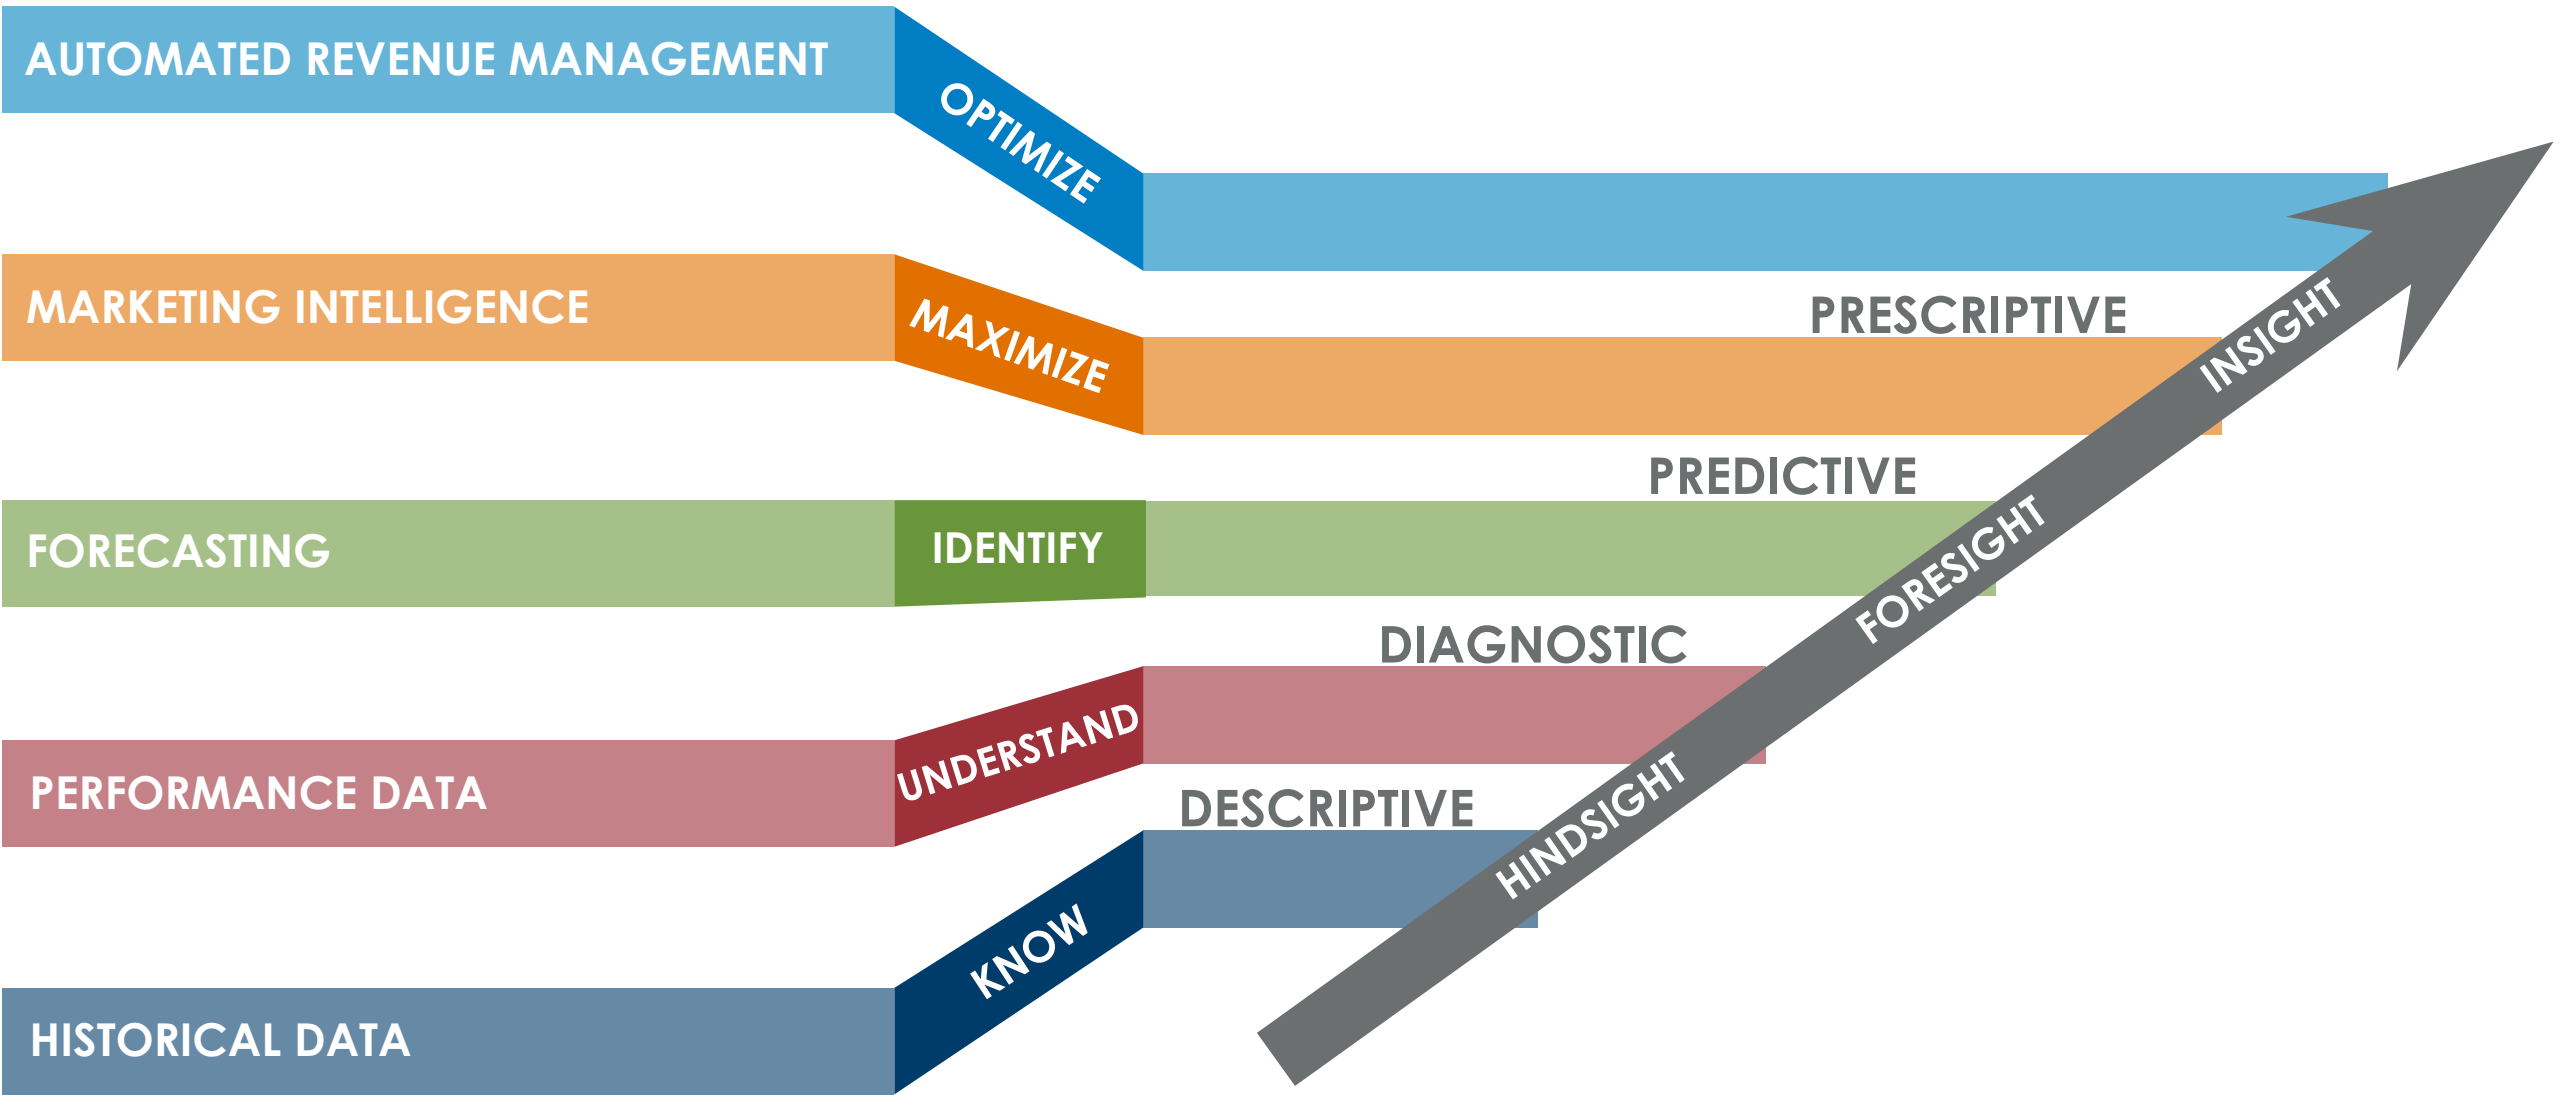 AUTOMATED REVENUE MANAGEMENT
OPTIMIZE
MARKETING INTELLIGENCE
MAXIMIZE
PRESCRIPTIVE
INSIGHT
PREDICTIVE
FORECASTING
IDENTIFY
FORESIGHT
DIAGNOSTIC
PERFORMANCE DATA
UNDERSTAND
DESCRIPTIVE
HINDSIGHT
KNOW
HISTORICAL DATA